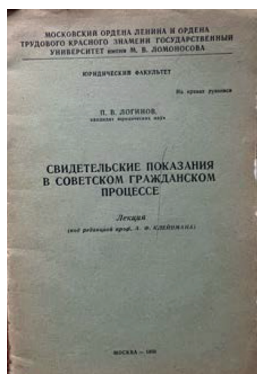 МОСКОВСКИЙ ОРДЕНА ЛЕНИНА И ОРДЕНА
ТРУДОВОГО КРАСНОГО ЗНАМЕНИ ГОСУДАРСТВЕННЫЙ
УНИВЕРСИТЕТ имени М. В. ЛОМОНОСОВА
ЮРИДИЧЕСКИЙ ФАКУЛЬТЕТ
На правах рукописи
П. В. ЛОГИНОВ,
кандидат юридических наук
СВИДЕТЕЛЬСКИЕ ПОКАЗАНИЯ
В СОВЕТСКОМ ГРАЖДАНСКОМ
ПРОЦЕССЕ
Лекция
(под редакцией проф. А. Ф. КЛЕЙНМАНА)
МОСКВА —